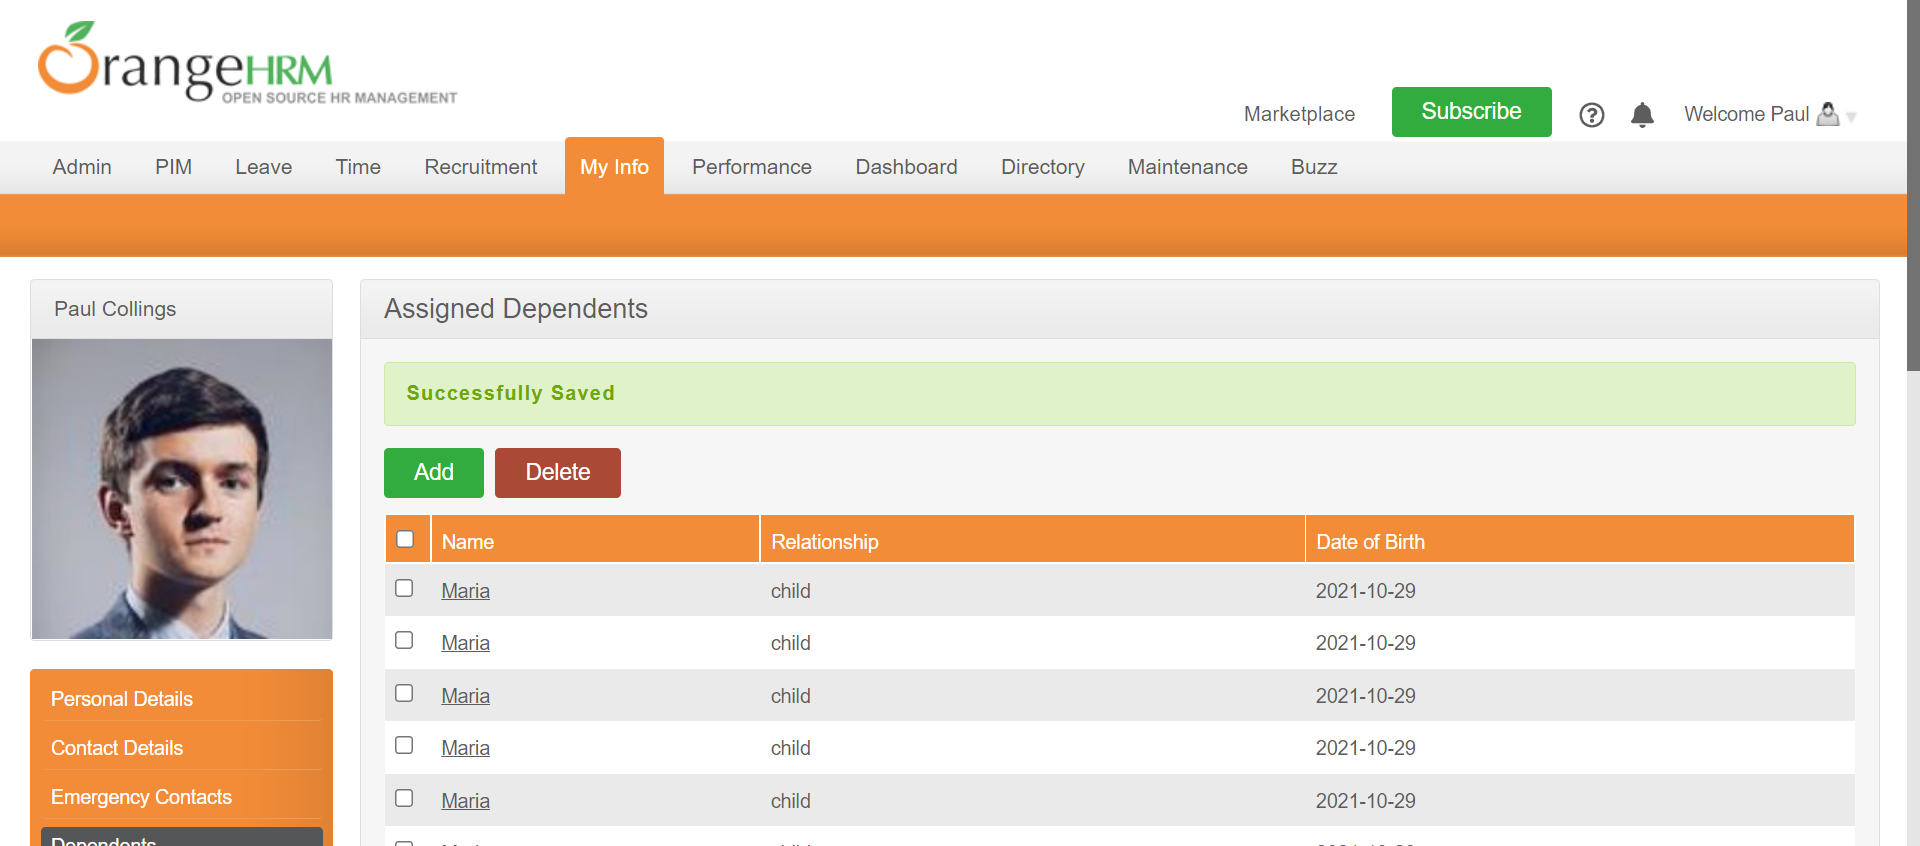 OrangeHRM
OPEN SOURCE HR MANAGEMENT
Marketplace
Subscribe
?
Welcome Paul
Admin
PIM
Leave
Time
Recruitment
My Info
Performance
Dashboard
Directory
Maintenance
Buzz
Paul Collings
Assigned Dependents
Successfully Saved
Add
Delete
Name Relationship Date of Birth
Maria child 2021-10-29
Maria child 2021-10-29
Maria child 2021-10-29
Maria child 2021-10-29
Maria child 2021-10-29
Personal Details
Contact Details
Emergency Contacts
Dependents